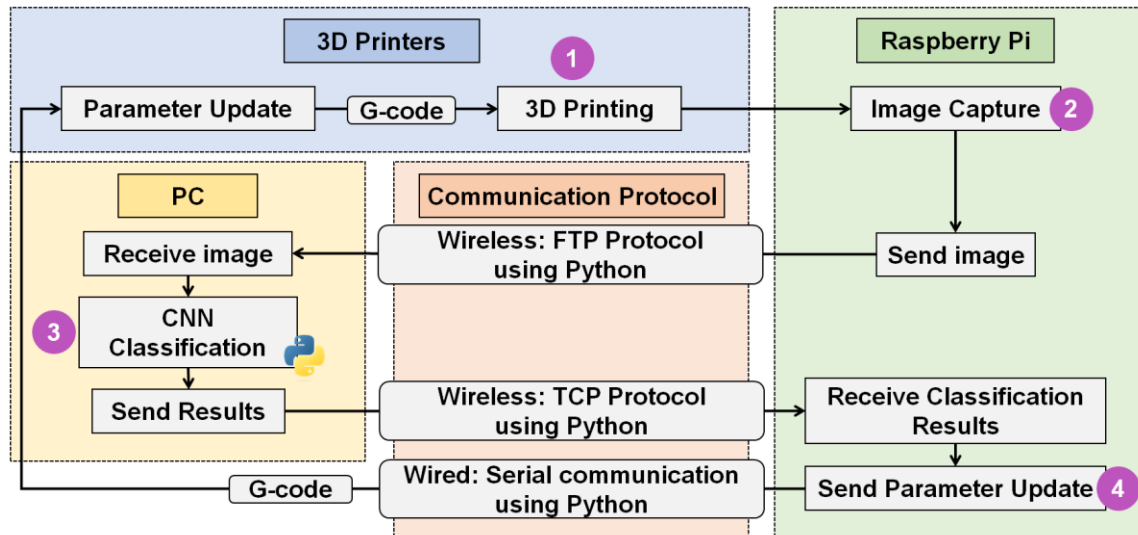 3D Printers
1
Parameter Update
G-code
3D Printing
Raspberry Pi
Image Capture
2
Send image
PC
Receive image
3
CNN
Classification
Send Results
Communication Protocol
Wireless: FTP Protocol
using Python
Wireless: TCP Protocol
using Python
Receive Classification
Results
G-code
Wired: Serial communication
using Python
Send Parameter Update
4